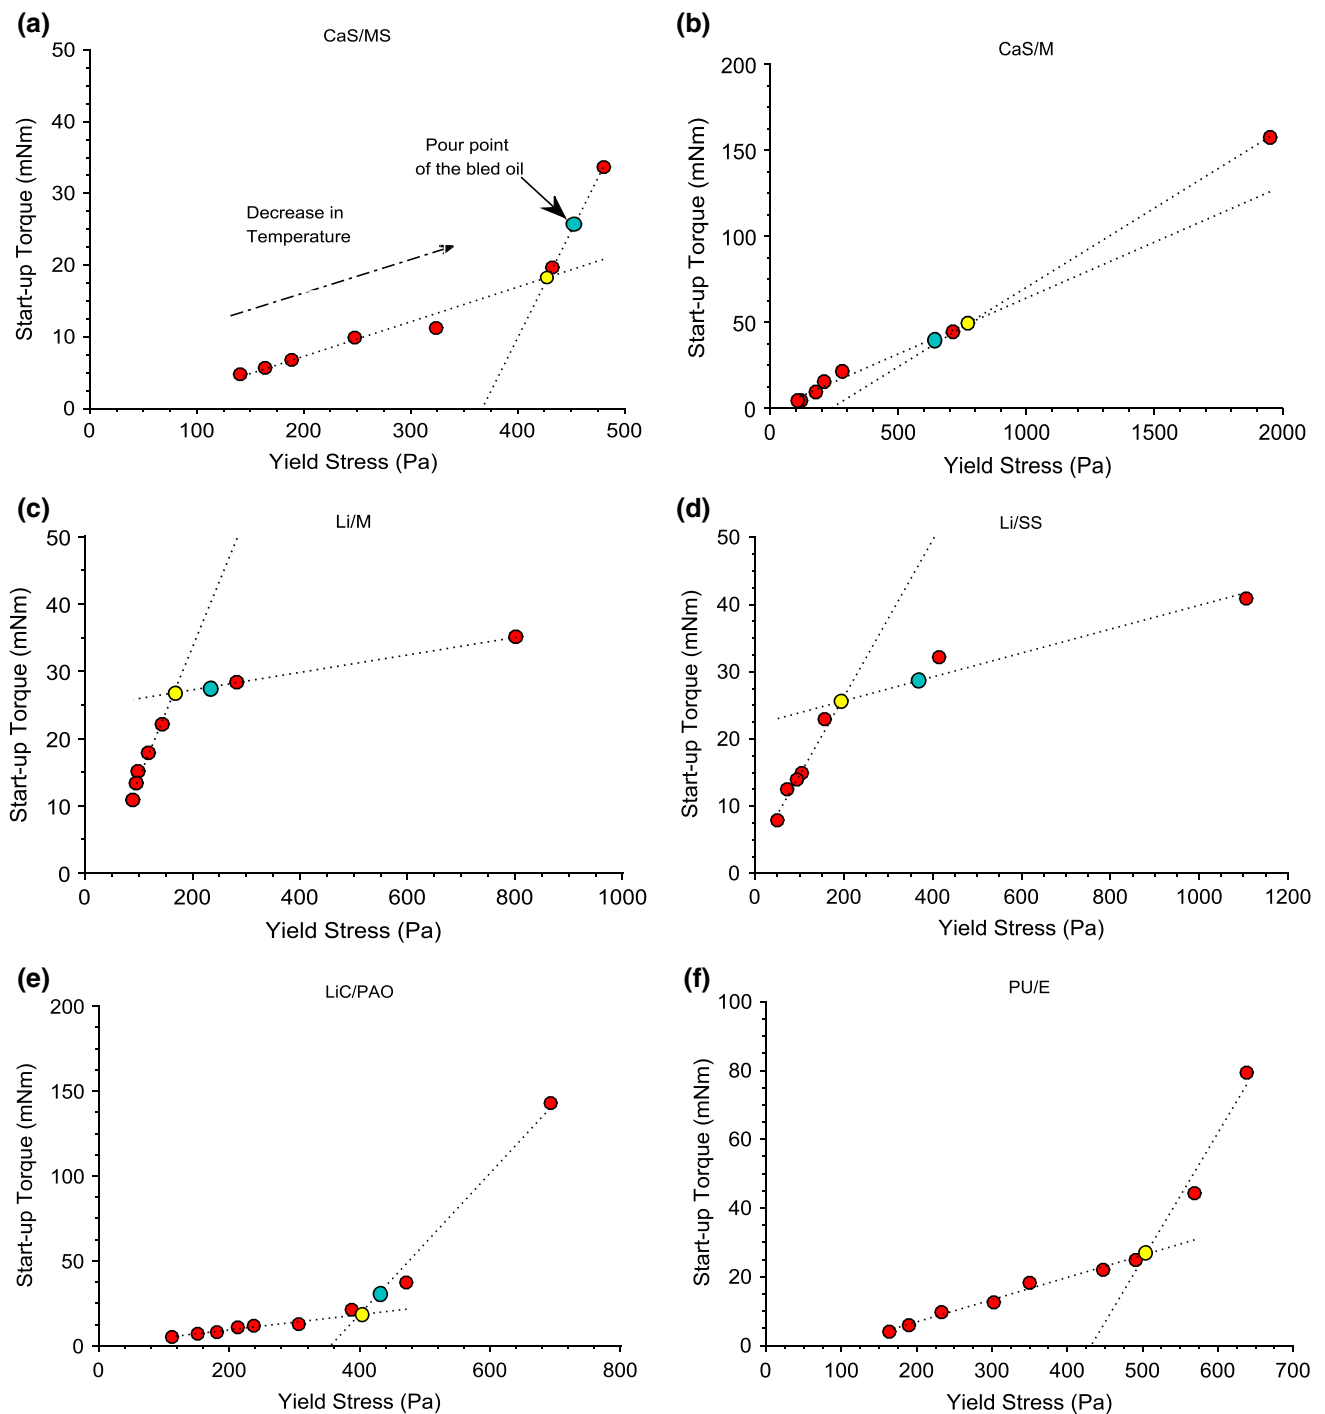 (a)
CaS/MS
50
40
30
20
10
0
0 100 200 300 400 500
Start-up Torque (mNm)
Yield Stress (Pa)
Pour point
of the bled oil
Decrease in
Temperature
(b)
CaS/M
200
150
100
50
0
0 500 1000 1500 2000
Start-up Torque (mNm)
Yield Stress (Pa)
(c)
Li/M
50
40
30
20
10
0
0 200 400 600 800 1000
Start-up Torque (mNm)
Yield Stress (Pa)
(d)
Li/SS
50
40
30
20
10
0
0 200 400 600 800 1000 1200
Start-up Torque (mNm)
Yield Stress (Pa)
(e)
LiC/PAO
200
150
100
50
0
0 200 400 600 800
Start-up Torque (mNm)
Yield Stress (Pa)
(f)
PU/E
100
80
60
40
20
0
0 100 200 300 400 500 600 700
Start-up Torque (mNm)
Yield Stress (Pa)